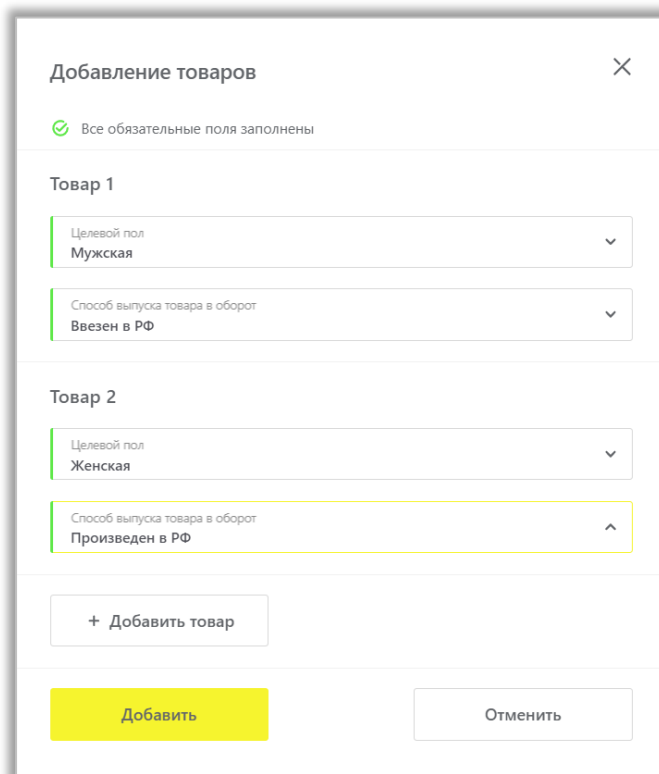 Добавление товаров
Все обязательные поля заполнены
Товар 1
Целевой пол
Мужская
Способ выпуска товара в оборот
Ввезен в РФ
Товар 2
Целевой пол
Женская
Способ выпуска товара в оборот
Произведен в РФ
+ Добавить товар
Добавить
Отменить